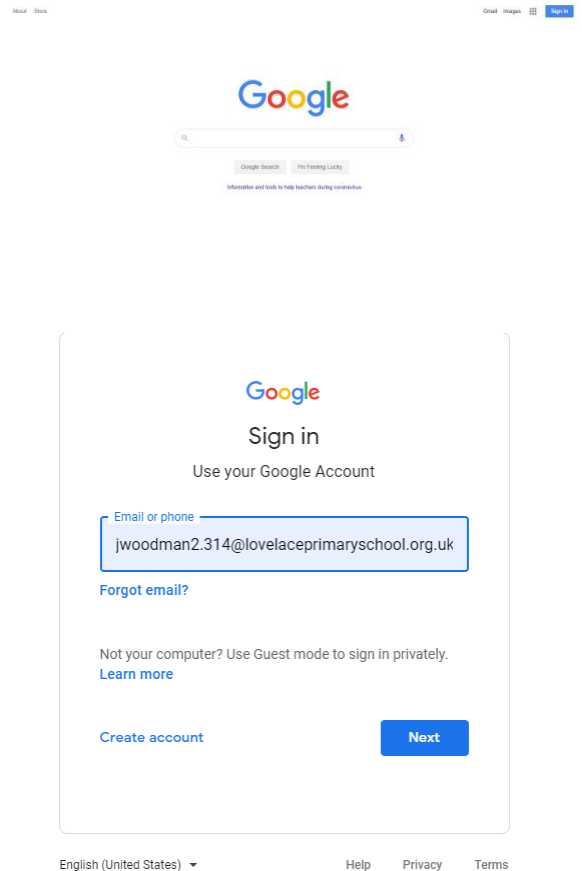 About Store Gmail Images Sign in
Google
Google Search I'm Feeling Lucky
Information and tools to help teachers during coronavirus
Google
Sign in
Use your Google Account
Email or phone
jwoodman2.314@lovelaceprimaryschool.org.uk
Forgot email?
Not your computer? Use Guest mode to sign in privately.
Learn more
Create account Next
English (United States) Help Privacy Terms